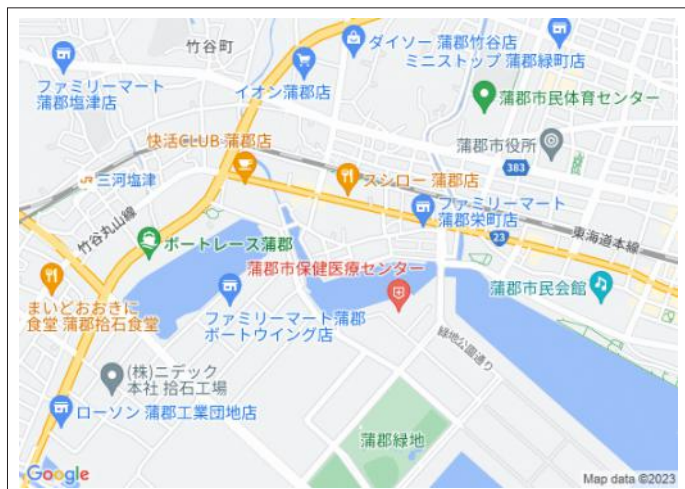 竹谷町
ダイソー 蒲郡竹谷店
ミニストップ 蒲郡緑町店
ファミリーマート
蒲郡塩津店
イオン蒲郡店
蒲郡市民体育センター
快活CLUB 蒲郡店
蒲郡市役所
383
三河塩津
スシロー 蒲郡店
ファミリーマート
蒲郡栄町店
竹谷丸山線
23
東海道本線
ボートレース蒲郡
蒲郡市保健医療センター
蒲郡市民会館
まいどおおきに
食堂 蒲郡拾石食堂
ファミリーマート蒲郡
ボートウイング店
緑地公園通り
(株)ニデック
本社 拾石工場
ローソン 蒲郡工業団地店
蒲郡緑地
Google
Map data ©2023